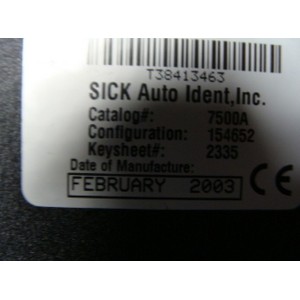 T38413463
SICK Auto Ident,Inc.
Catalog#: 7500A
Configuration: 154652
Keysheet#: 2335
Date of Manufacture:
FEBRUARY 2003 CE